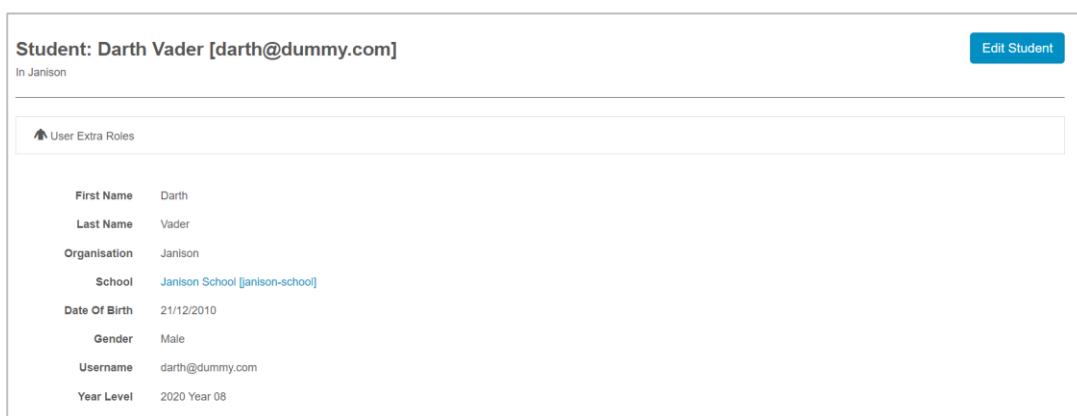 Student: Darth Vader [darth@dummy.com]
Edit Student
In Janison
User Extra Roles
First Name Darth
Last Name Vader
Organisation Janison
School Janison School [janison-school]
Date Of Birth 21/12/2010
Gender Male
Username darth@dummy.com
Year Level 2020 Year 08